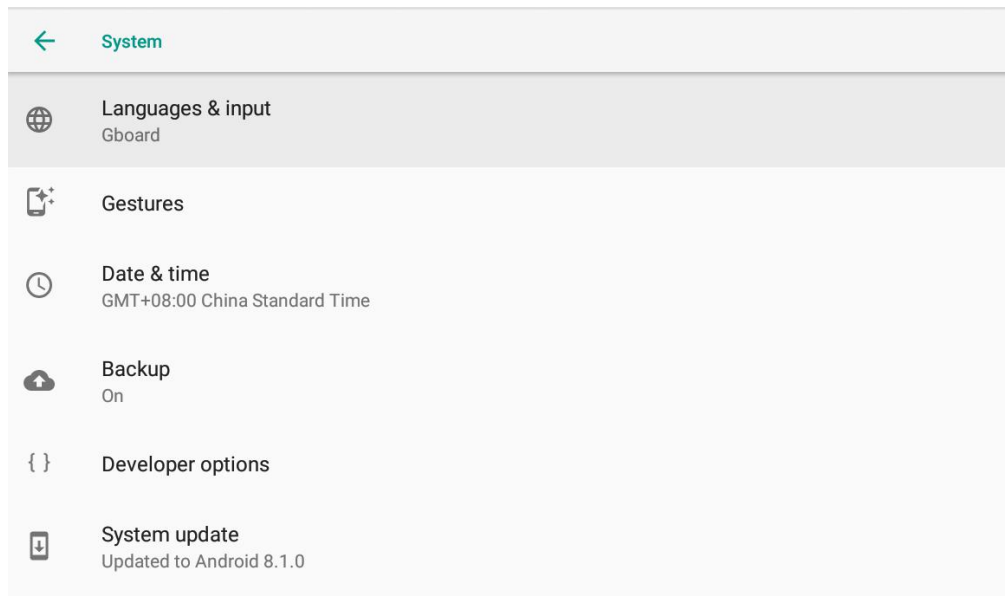 System
Languages & input
Gboard
Gestures
Date & time
GMT+08:00 China Standard Time
Backup
On
{ }
Developer options
System update
Updated to Android 8.1.0